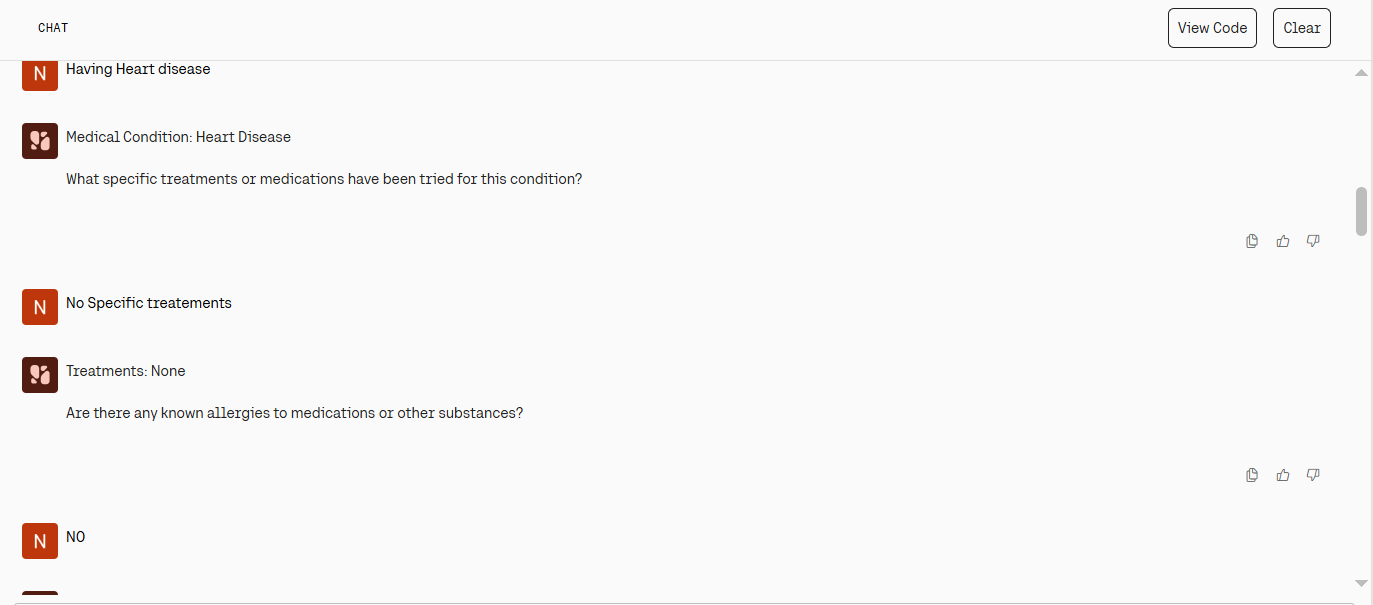 CHAT
View Code
Clear
N
Having Heart disease
Medical Condition: Heart Disease
What specific treatments or medications have been tried for this condition?
N
No Specific treatements
Treatments: None
Are there any known allergies to medications or other substances?
N
NO